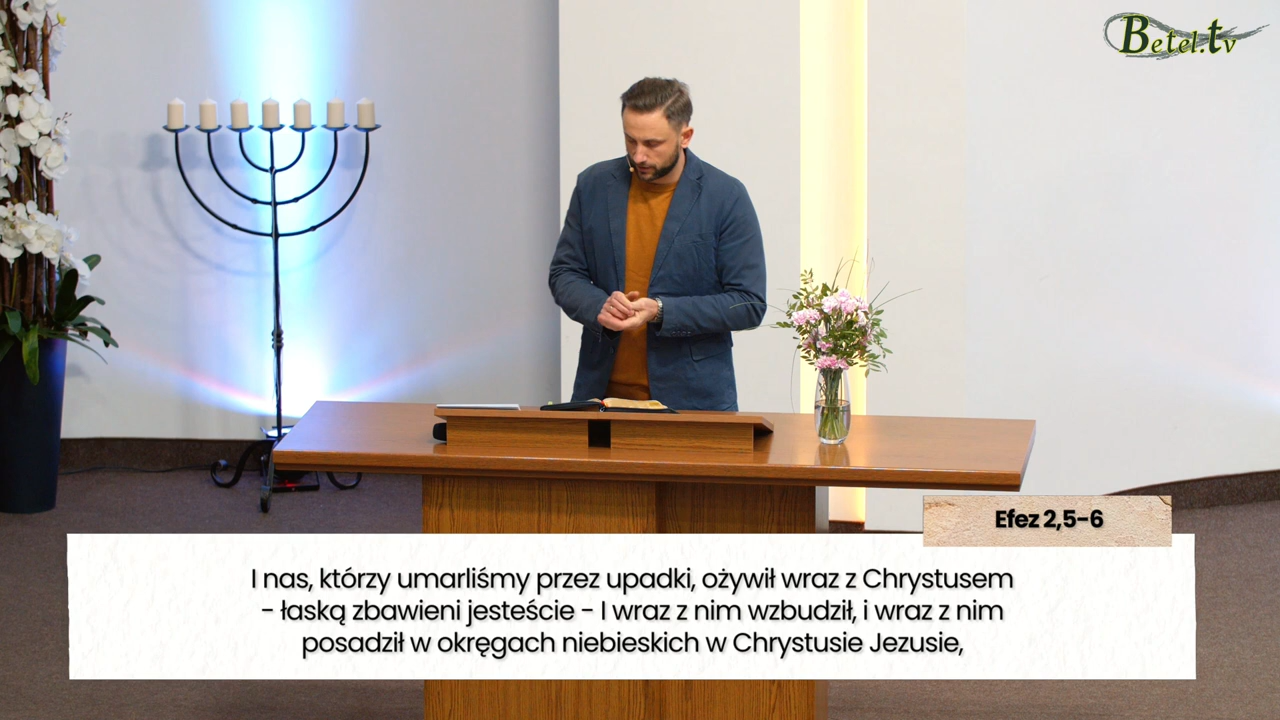 Betel.tv
Efez 2,5-6
I nas, którzy umarliśmy przez upadki, ożywił wraz z Chrystusem
- łaską zbawieni jesteście - I wraz z nim wzbudził, i wraz z nim
posadził w okręgach niebieskich w Chrystusie Jezusie,